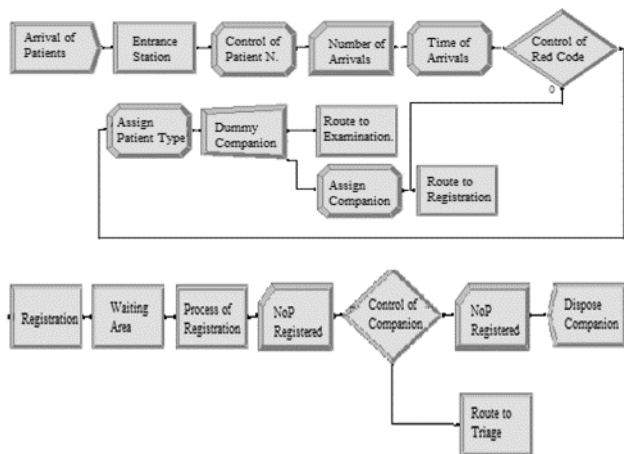 Arrival of
Patients
Entrance
Station
Control of
Patient N.
Number of
Arrivals
Time of
Arrivals
Control of
Red Code
0
Assign
Patient Type
Dummy
Companion
Route to
Examination.
Assign
Companion
Route to
Registration
Registration
Waiting
Area
Process of
Registration
NoP
Registered
Control of
Companion
NoP
Registered
Dispose
Companion
Route to
Triage